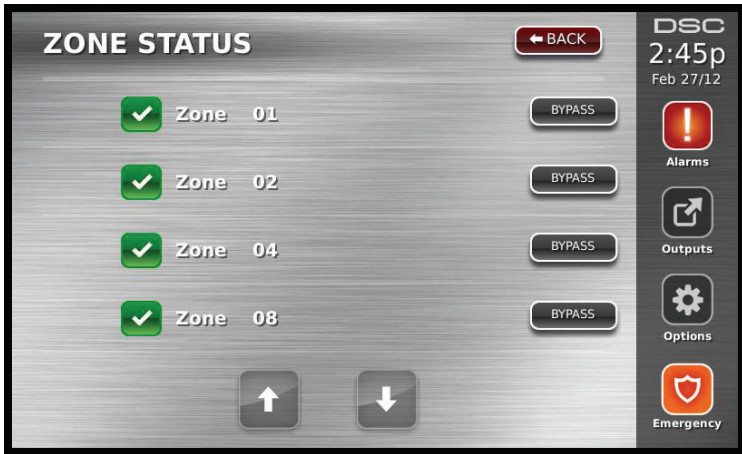 ZONE STATUS
BACK
Zone 01
BYPASS
Zone 02
BYPASS
Zone 04
BYPASS
Zone 08
BYPASS
DSC
2:45p
Feb 27/12
Alarms
Outputs
Options
Emergency